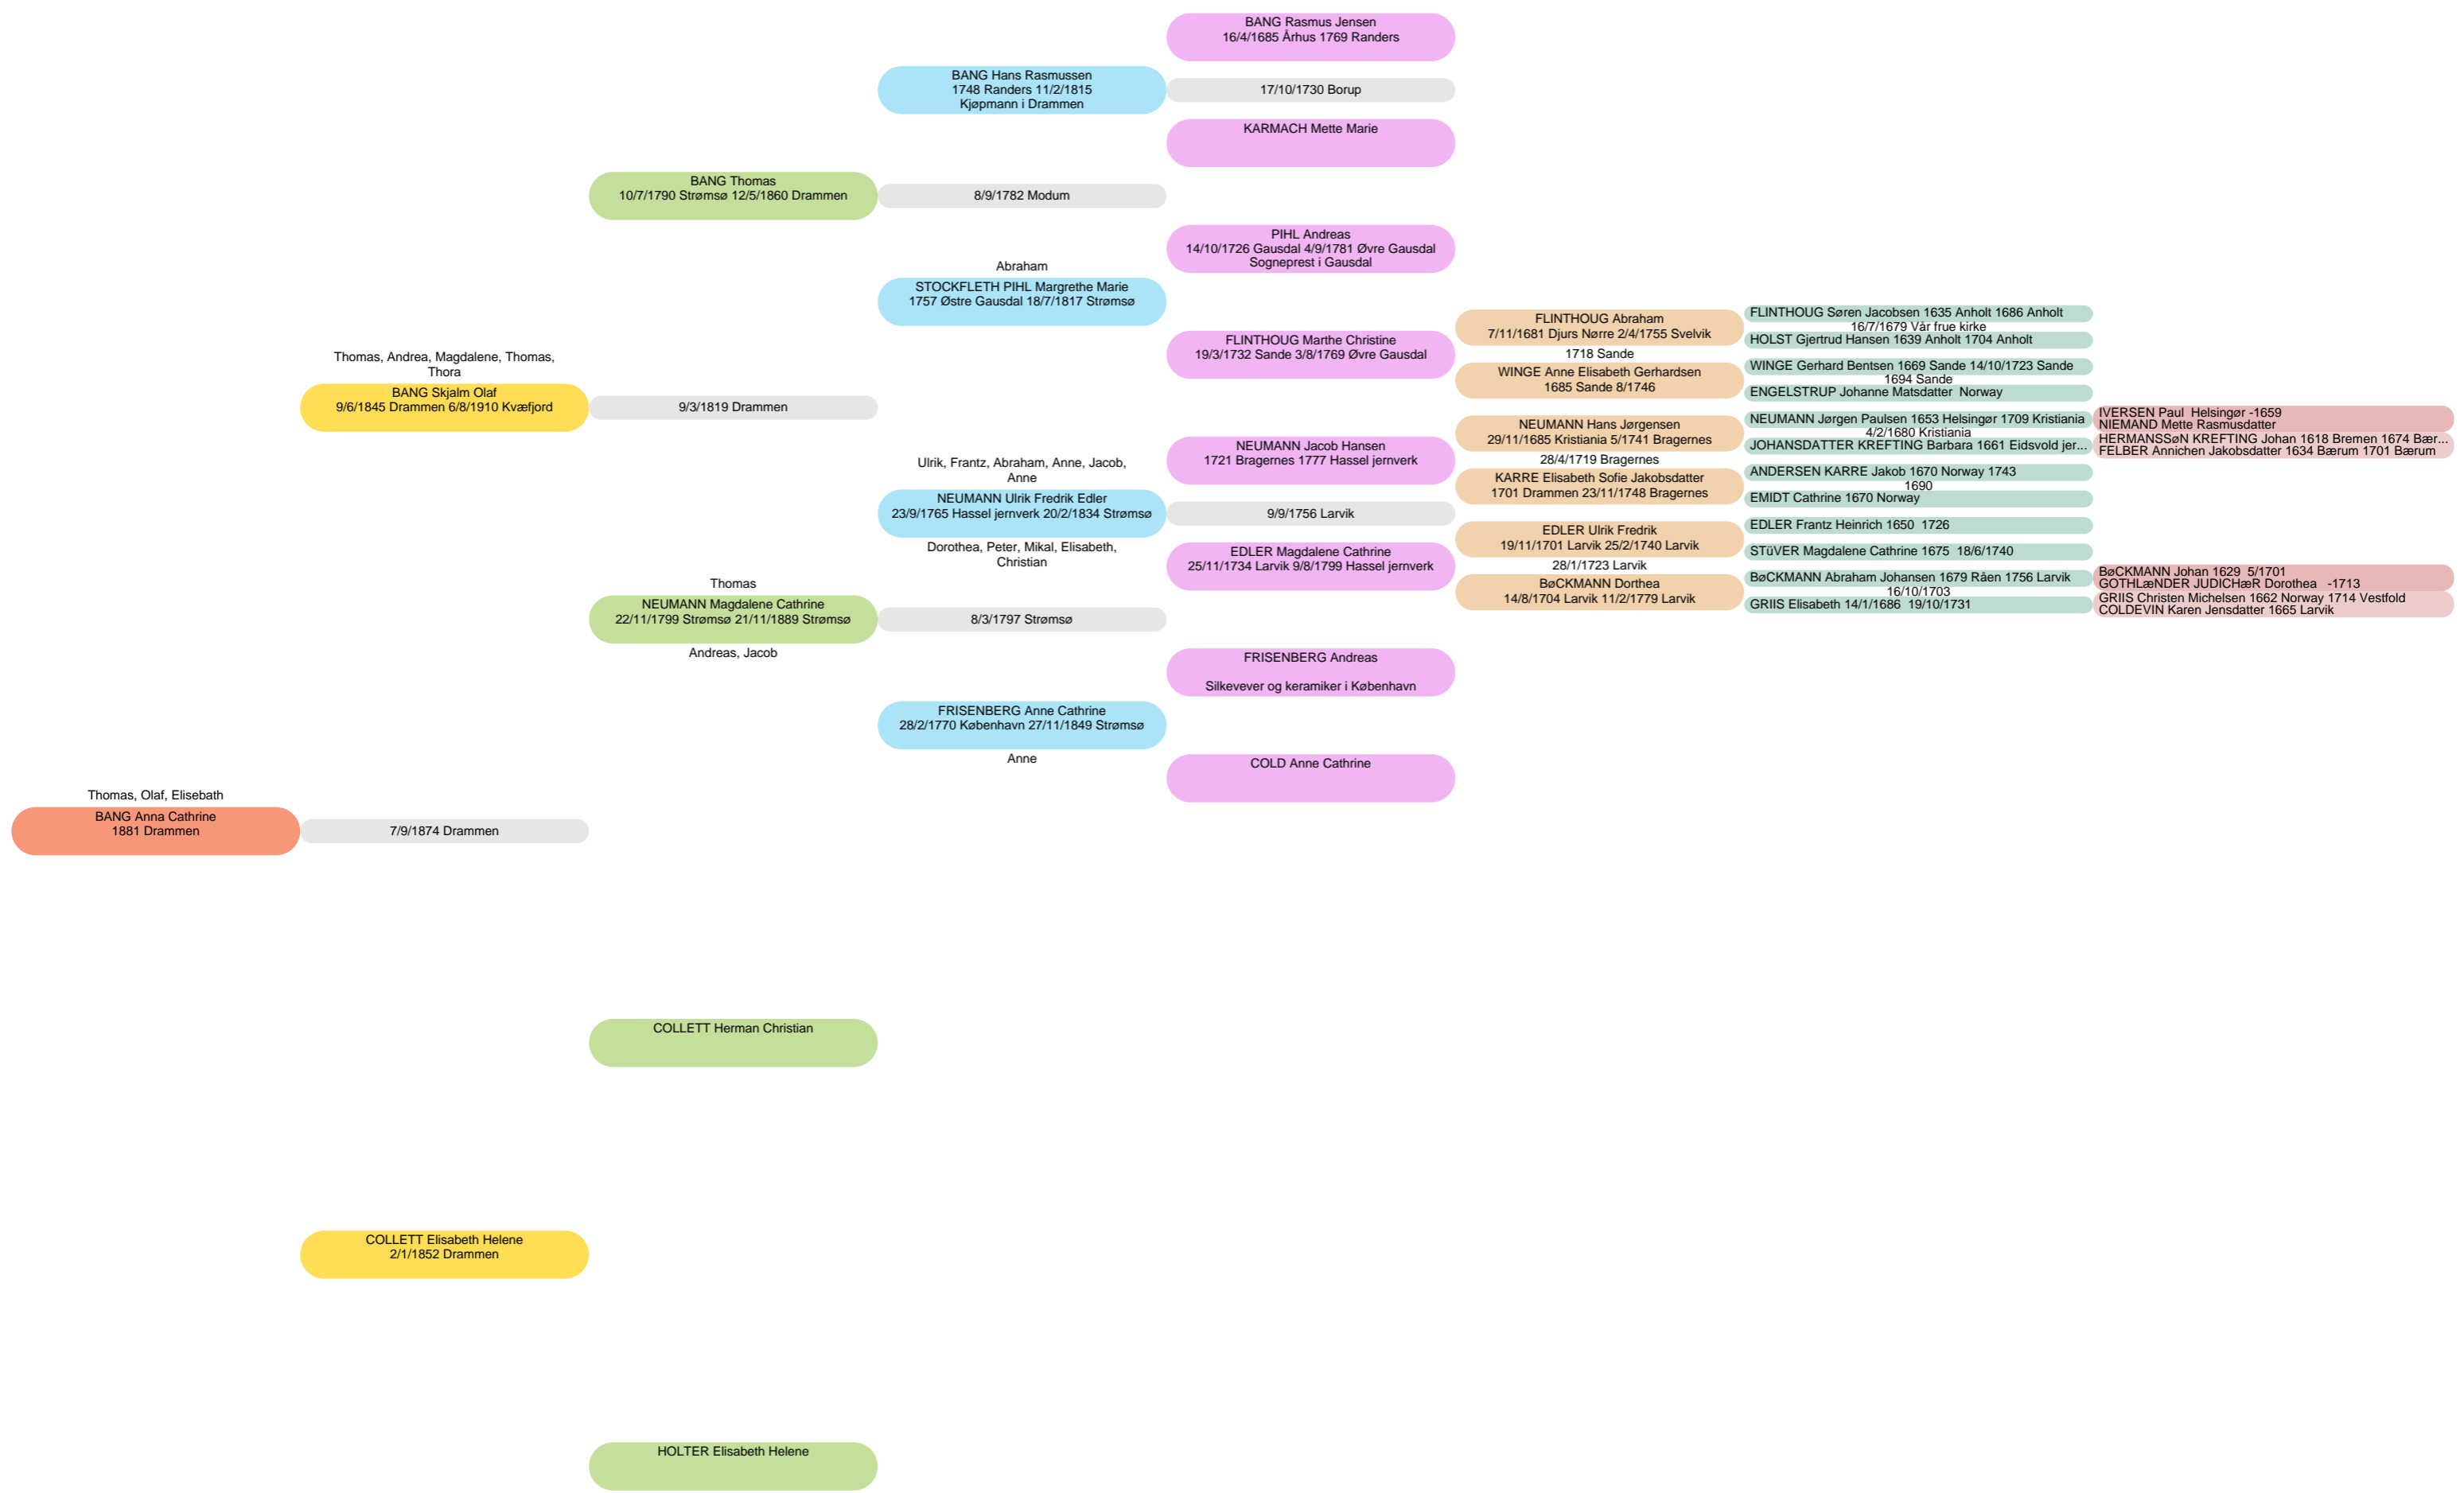 Thomas, Olaf, Elisebath
BANG Anna Cathrine
1881 Drammen
Thomas, Andrea, Magdalene, Thomas,
Thora
BANG Skjalm Olaf
9/6/1845 Drammen 6/8/1910 Kvæfjord
7/9/1874 Drammen
COLLETT Elisabeth Helene
2/1/1852 Drammen
BANG Thomas
10/7/1790 Strømsø 12/5/1860 Drammen
9/3/1819 Drammen
Thomas
NEUMANN Magdalene Cathrine
22/11/1799 Strømsø 21/11/1889 Strømsø
Andreas, Jacob
COLLETT Herman Christian
HOLTER Elisabeth Helene
BANG Hans Rasmussen
1748 Randers 11/2/1815
Kjøpmann i Drammen
8/9/1782 Modum
Abraham
STOCKFLETH PIHL Margrethe Marie
1757 Østre Gausdal 18/7/1817 Strømsø
Ulrik, Frantz, Abraham, Anne, Jacob,
Anne
NEUMANN Ulrik Fredrik Edler
23/9/1765 Hassel jernverk 20/2/1834 Strømsø
Dorothea, Peter, Mikal, Elisabeth,
Christian
8/3/1797 Strømsø
FRISENBERG Anne Cathrine
28/2/1770 København 27/11/1849 Strømsø
Anne
BANG Rasmus Jensen
16/4/1685 Århus 1769 Randers
17/10/1730 Borup
KARMACH Mette Marie
PIHL Andreas
14/10/1726 Gausdal 4/9/1781 Øvre Gausdal
Sogneprest i Gausdal
FLINTHOUG Marthe Christine
19/3/1732 Sande 3/8/1769 Øvre Gausdal
NEUMANN Jacob Hansen
1721 Bragernes 1777 Hassel jernverk
9/9/1756 Larvik
EDLER Magdalene Cathrine
25/11/1734 Larvik 9/8/1799 Hassel jernverk
FRISENBERG Andreas
Silkevever og keramiker i København
COLD Anne Cathrine
FLINTHOUG Abraham
7/11/1681 Djurs Nørre 2/4/1755 Svelvik
1718 Sande
WINGE Anne Elisabeth Gerhardsen
1685 Sande 8/1746
NEUMANN Hans Jørgensen
29/11/1685 Kristiania 5/1741 Bragernes
28/4/1719 Bragernes
KARRE Elisabeth Sofie Jakobsdatter
1701 Drammen 23/11/1748 Bragernes
EDLER Ulrik Fredrik
19/11/1701 Larvik 25/2/1740 Larvik
28/1/1723 Larvik
BøCKMANN Dorthea
14/8/1704 Larvik 11/2/1779 Larvik
FLINTHOUG Søren Jacobsen 1635 Anholt 1686 Anholt
16/7/1679 Vår frue kirke
HOLST Gjertrud Hansen 1639 Anholt 1704 Anholt
WINGE Gerhard Bentsen 1669 Sande 14/10/1723 Sande
1694 Sande
ENGELSTRUP Johanne Matsdatter Norway
NEUMANN Jørgen Paulsen 1653 Helsingør 1709 Kristiania
4/2/1680 Kristiania
JOHANSDATTER KREFTING Barbara 1661 Eidsvold jer...
ANDERSEN KARRE Jakob 1670 Norway 1743
1690
EMIDT Cathrine 1670 Norway
EDLER Frantz Heinrich 1650 1726
STüVER Magdalene Cathrine 1675 18/6/1740
BøCKMANN Abraham Johansen 1679 Råen 1756 Larvik
16/10/1703
GRIIS Elisabeth 14/1/1686 19/10/1731
IVERSEN Paul Helsingør -1659
NIEMAND Mette Rasmusdatter
HERMANSSøN KREFTING Johan 1618 Bremen 1674 Bær...
FELBER Annichen Jakobsdatter 1634 Bærum 1701 Bærum
BøCKMANN Johan 1629 5/1701
GOTHLæNDER JUDICHæR Dorothea -1713
GRIIS Christen Michelsen 1662 Norway 1714 Vestfold
COLDEVIN Karen Jensdatter 1665 Larvik